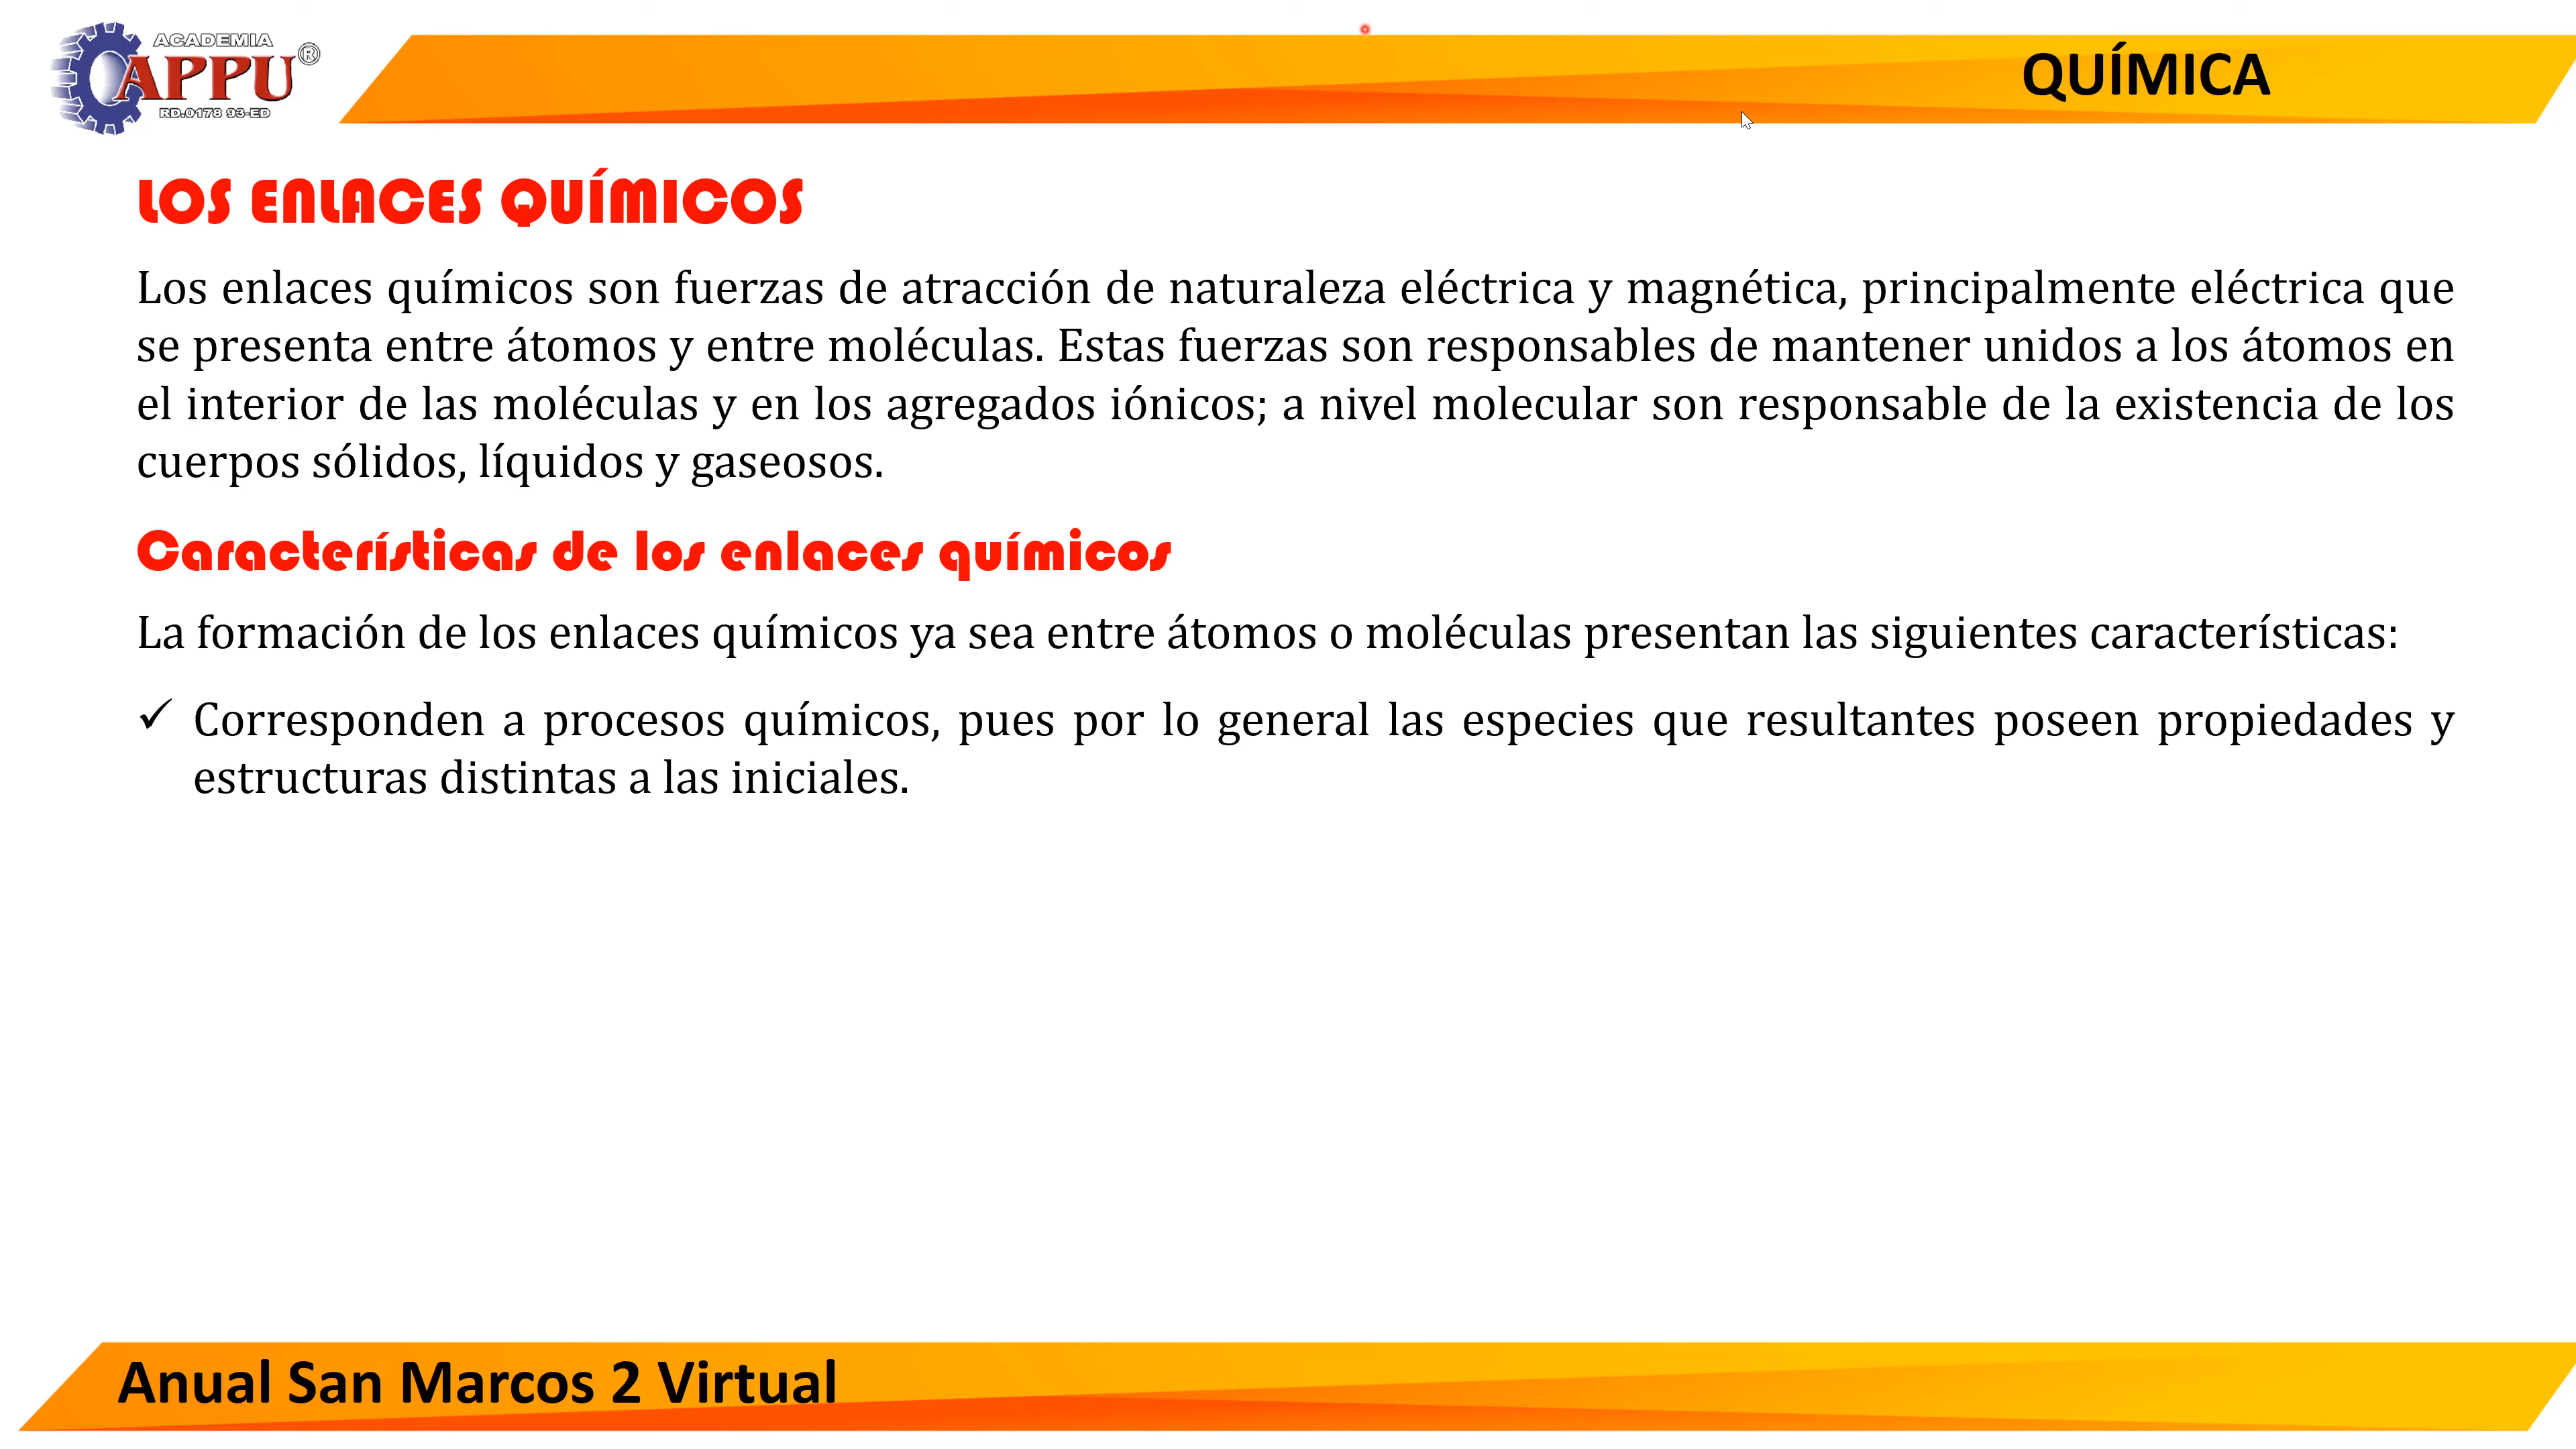 ACADEMIA
APPU®
RD.0178 93-ED
QUÍMICA
LOS ENLACES QUÍMICOS
Los enlaces químicos son fuerzas de atracción de naturaleza eléctrica y magnética, principalmente eléctrica que
se presenta entre átomos y entre moléculas. Estas fuerzas son responsables de mantener unidos a los átomos en
el interior de las moléculas y en los agregados iónicos; a nivel molecular son responsable de la existencia de los
cuerpos sólidos, líquidos y gaseosos.
Características de los enlaces químicos
La formación de los enlaces químicos ya sea entre átomos o moléculas presentan las siguientes características:
✓ Corresponden a procesos químicos, pues por lo general las especies que resultantes poseen propiedades y
estructuras distintas a las iniciales.
Anual San Marcos 2 Virtual